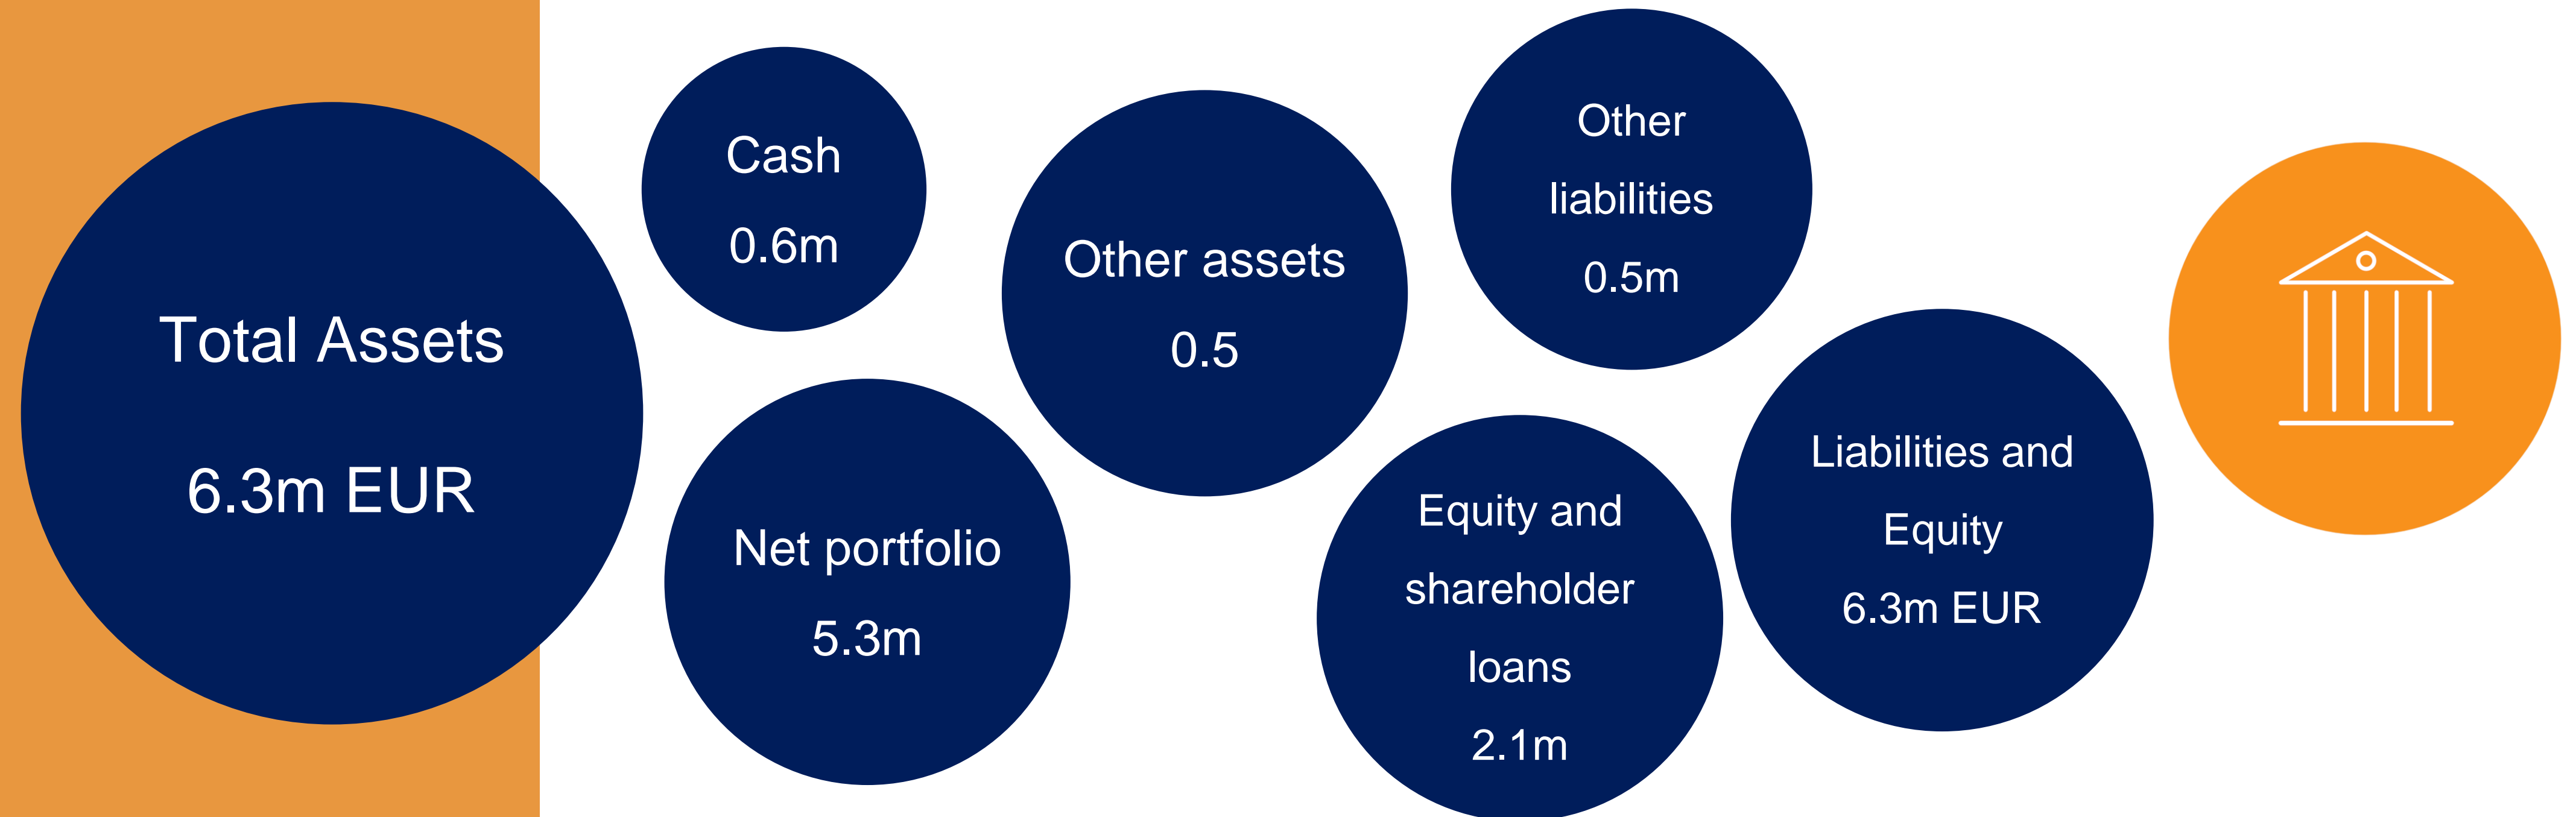 Total Assets
6.3m EUR
Cash
0.6m
Net portfolio
5.3m
Other assets
0.5
Other
liabilities
0.5m
Equity and
shareholder
loans
2.1m
Liabilities and
Equity
6.3m EUR